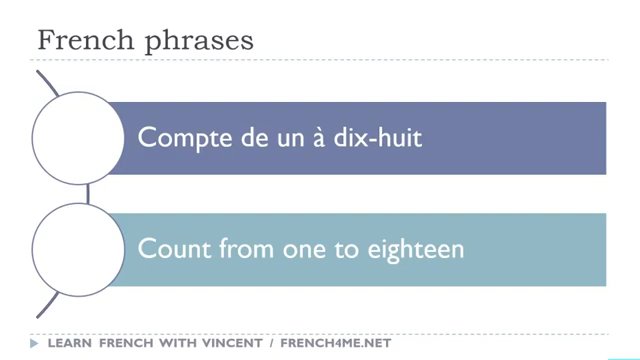 French phrases
Compte de un à dix-huit
Count from one to eighteen
LEARN FRENCH WITH VINCENT / FRENCH4ME.NET